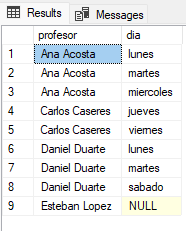 Results Messages
profesor dia
1 Ana Acosta lunes
2 Ana Acosta martes
3 Ana Acosta miercoles
4 Carlos Caseres jueves
5 Carlos Caseres viernes
6 Daniel Duarte lunes
7 Daniel Duarte martes
8 Daniel Duarte sabado
9 Esteban Lopez NULL